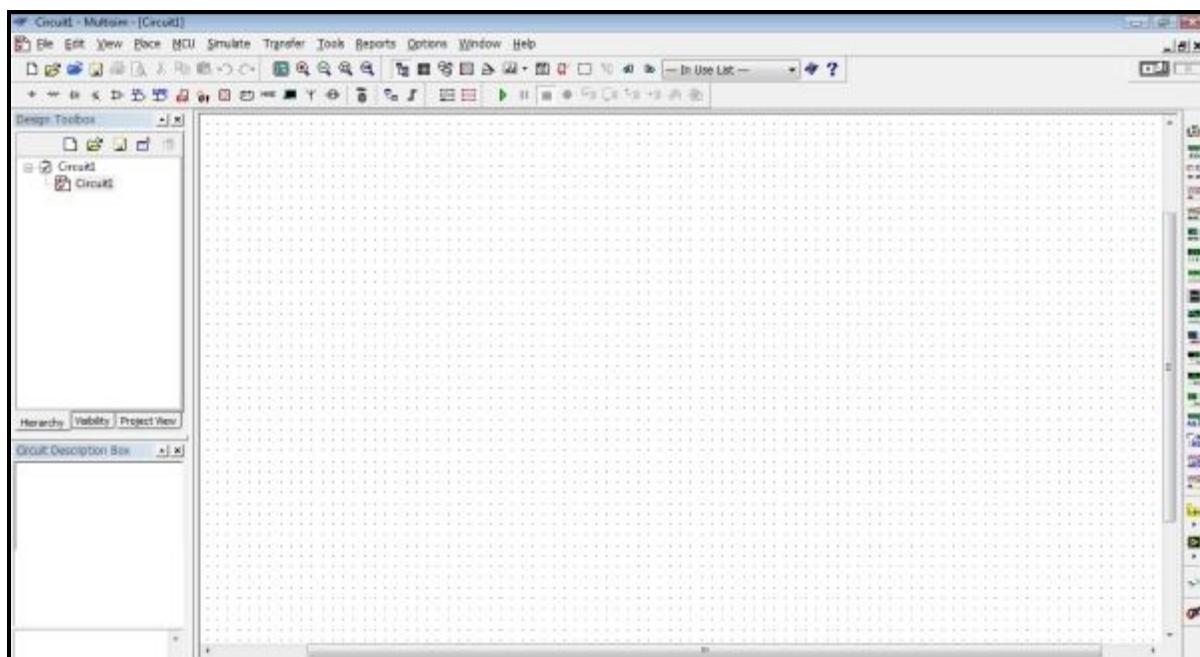 Circuit1 - Multisim - [Circuit1]
File Edit View Place MCU Simulate Transfer Tools Reports Options Window Help
--- In Use List ---
Design Toolbox
Circuit1
Circuit1
Hierarchy Visibility Project View
Circuit Description Box